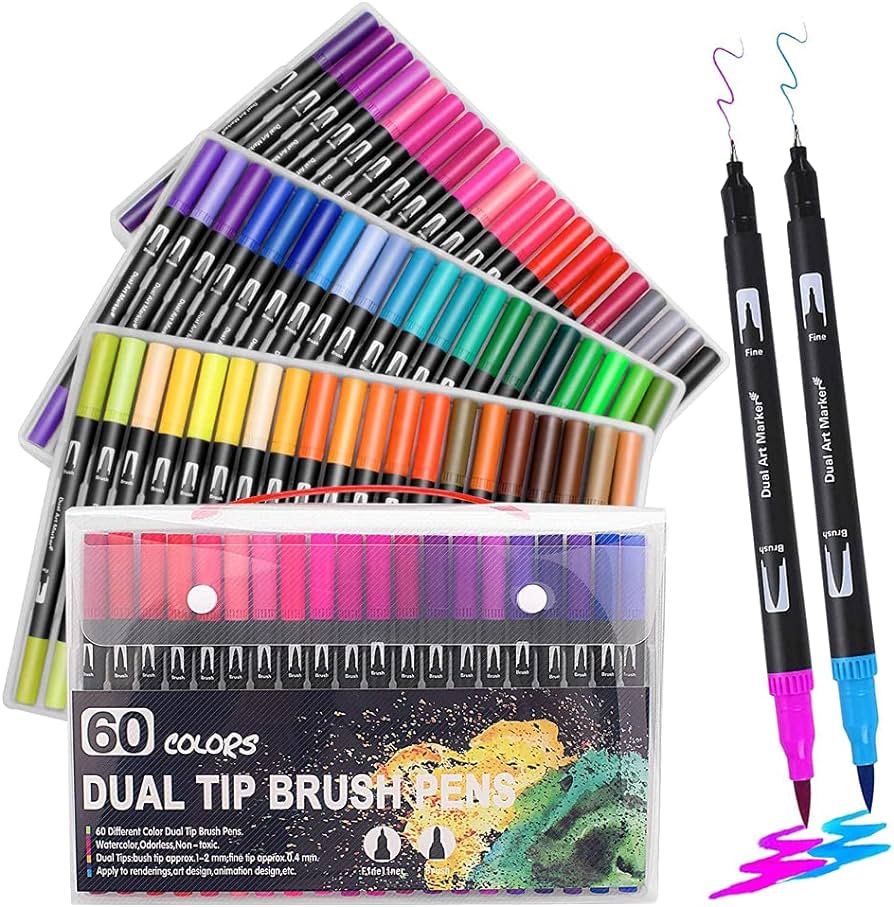 Fine
Dual Art Marker
Brush
Fine
Dual Art Marker
Brush
60 COLORS
DUAL TIP BRUSH PENS
60 Different Color Dual Tip Brush Pens.
Watercolor,Odorless,Non-toxic.
Dual Tips:bush tip approx.1-2 mm;fine tip approx.0.4 mm.
Apply to renderings,art design,animation design,etc.
Fineliner
Brush